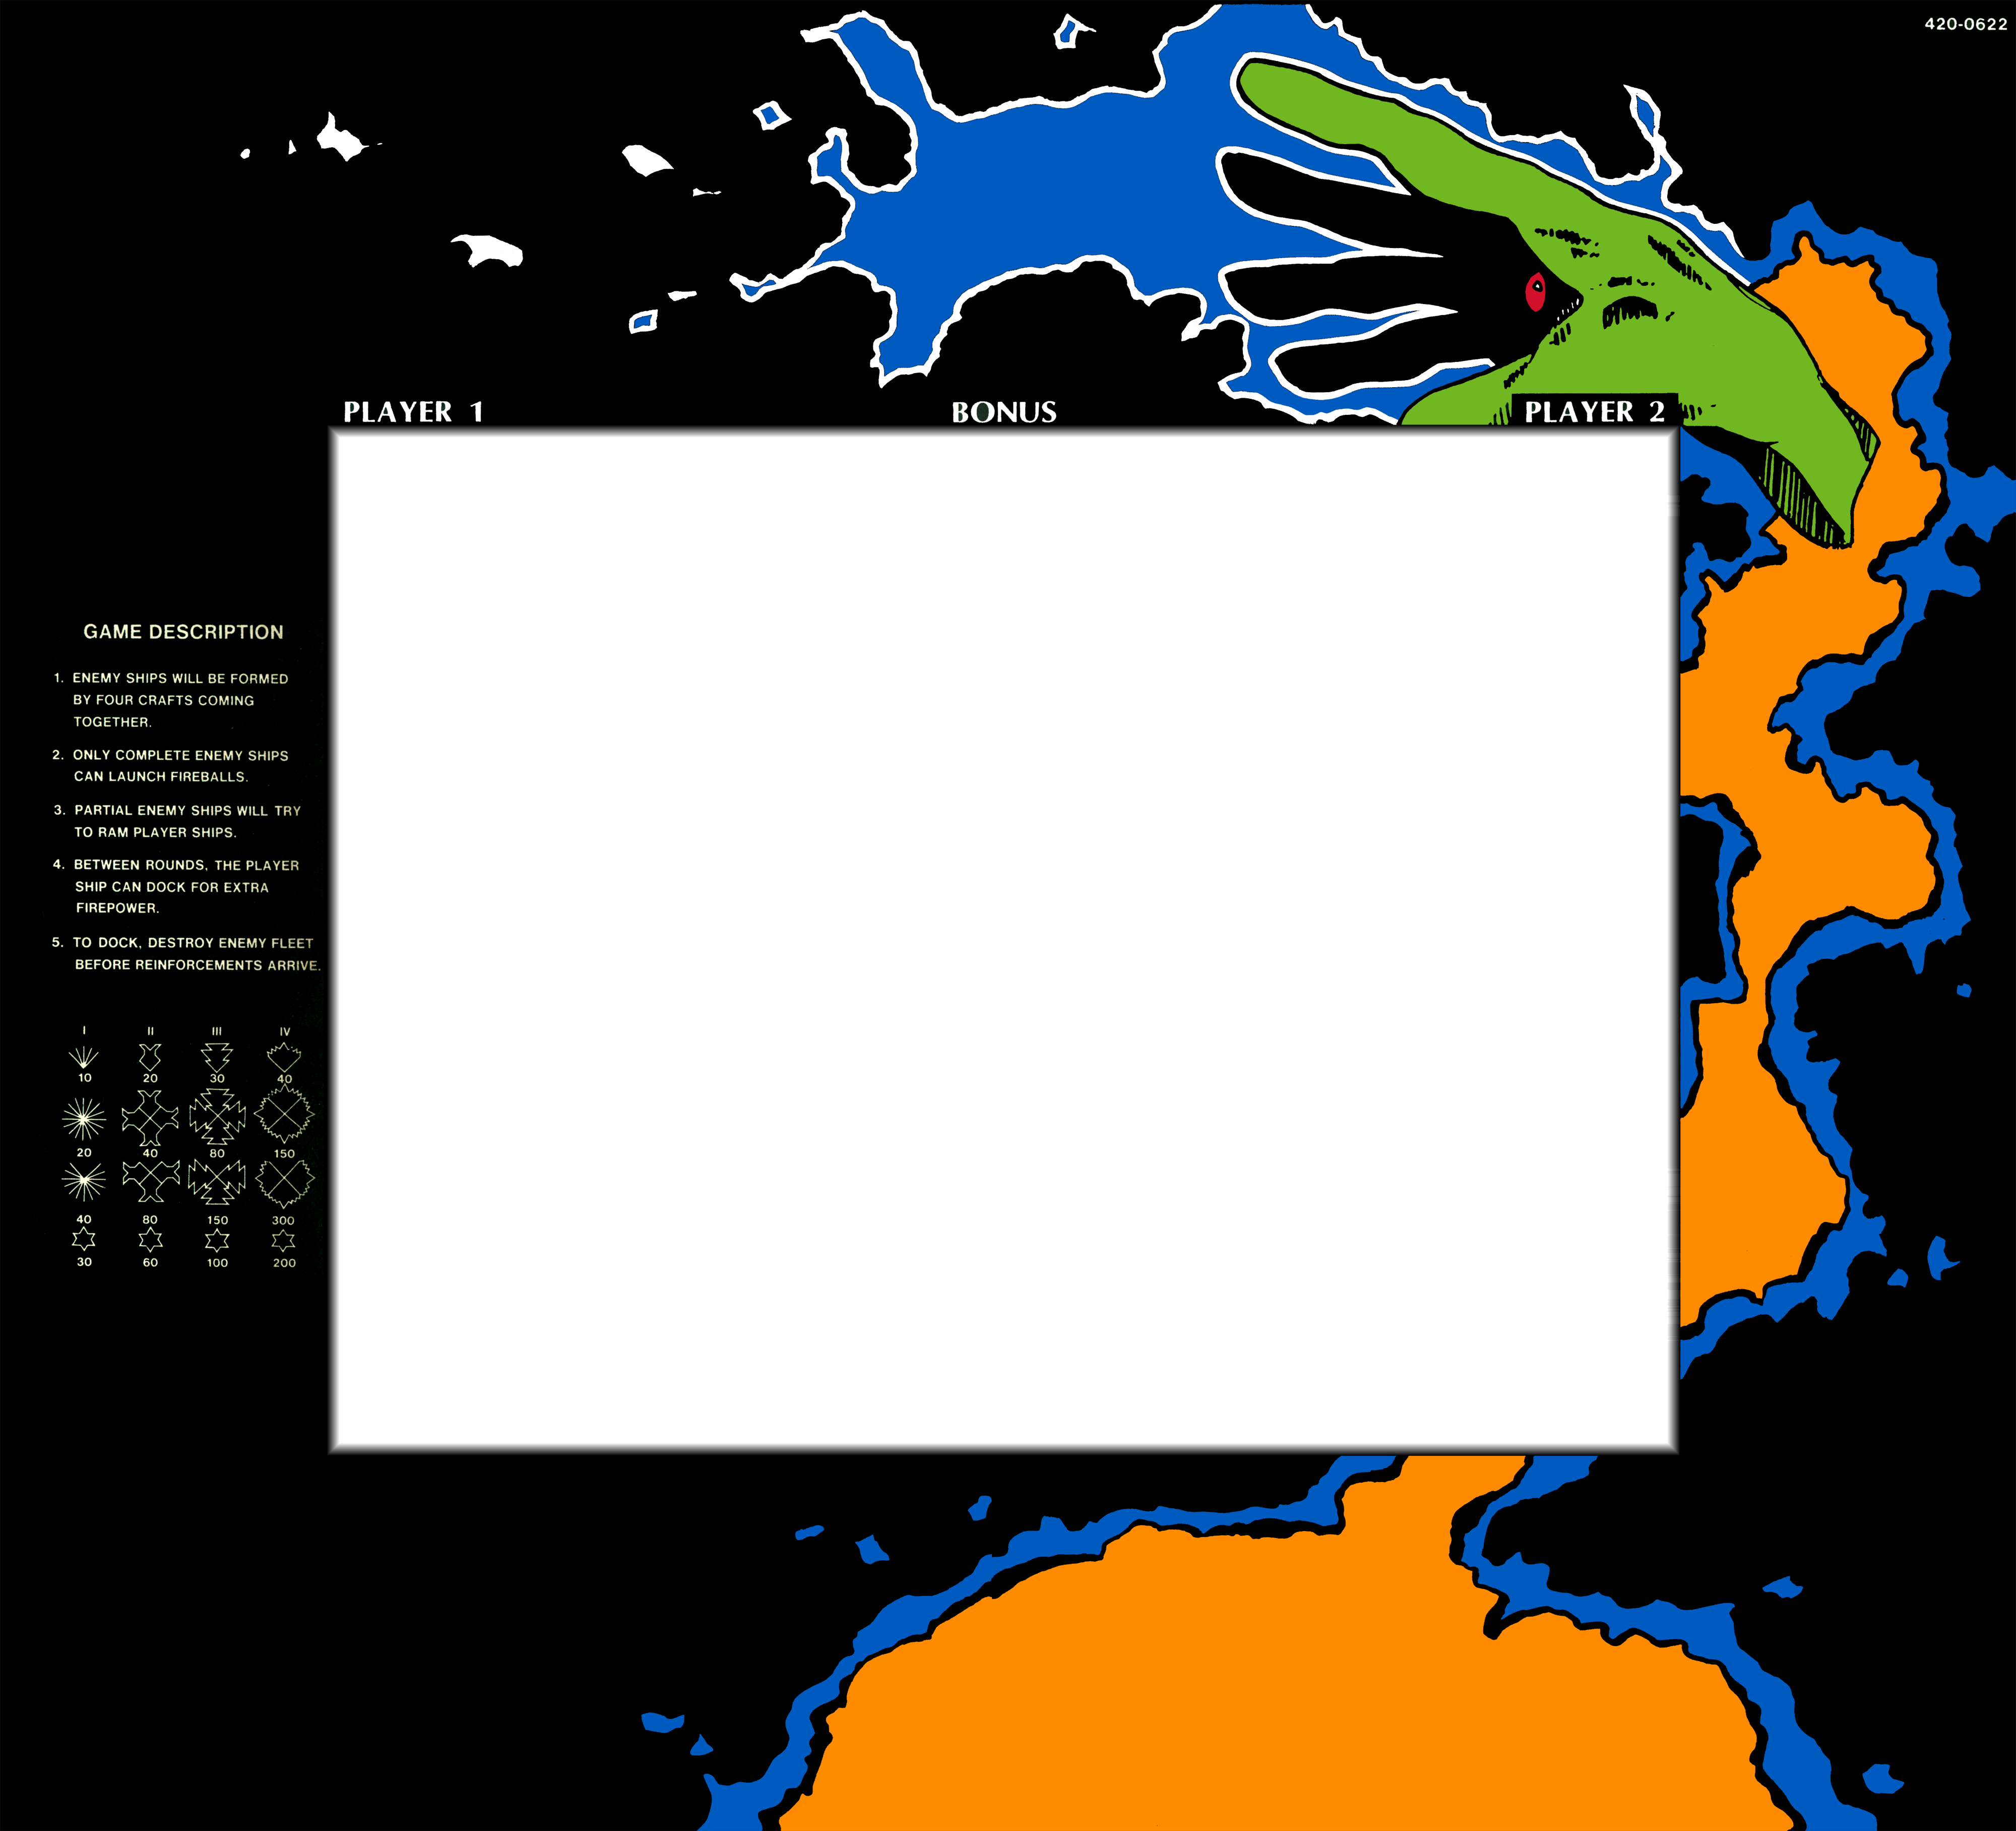 420-0622
PLAYER 1 BONUS PLAYER 2
GAME DESCRIPTION
1. ENEMY SHIPS WILL BE FORMED
BY FOUR CRAFTS COMING
TOGETHER.
2. ONLY COMPLETE ENEMY SHIPS
CAN LAUNCH FIREBALLS.
3. PARTIAL ENEMY SHIPS WILL TRY
TO RAM PLAYER SHIPS.
4. BETWEEN ROUNDS, THE PLAYER
SHIP CAN DOCK FOR EXTRA
FIREPOWER.
5. TO DOCK, DESTROY ENEMY FLEET
BEFORE REINFORCEMENTS ARRIVE.
I II III IV
10 20 30 40
20 40 80 150
40 80 150 300
30 60 100 200